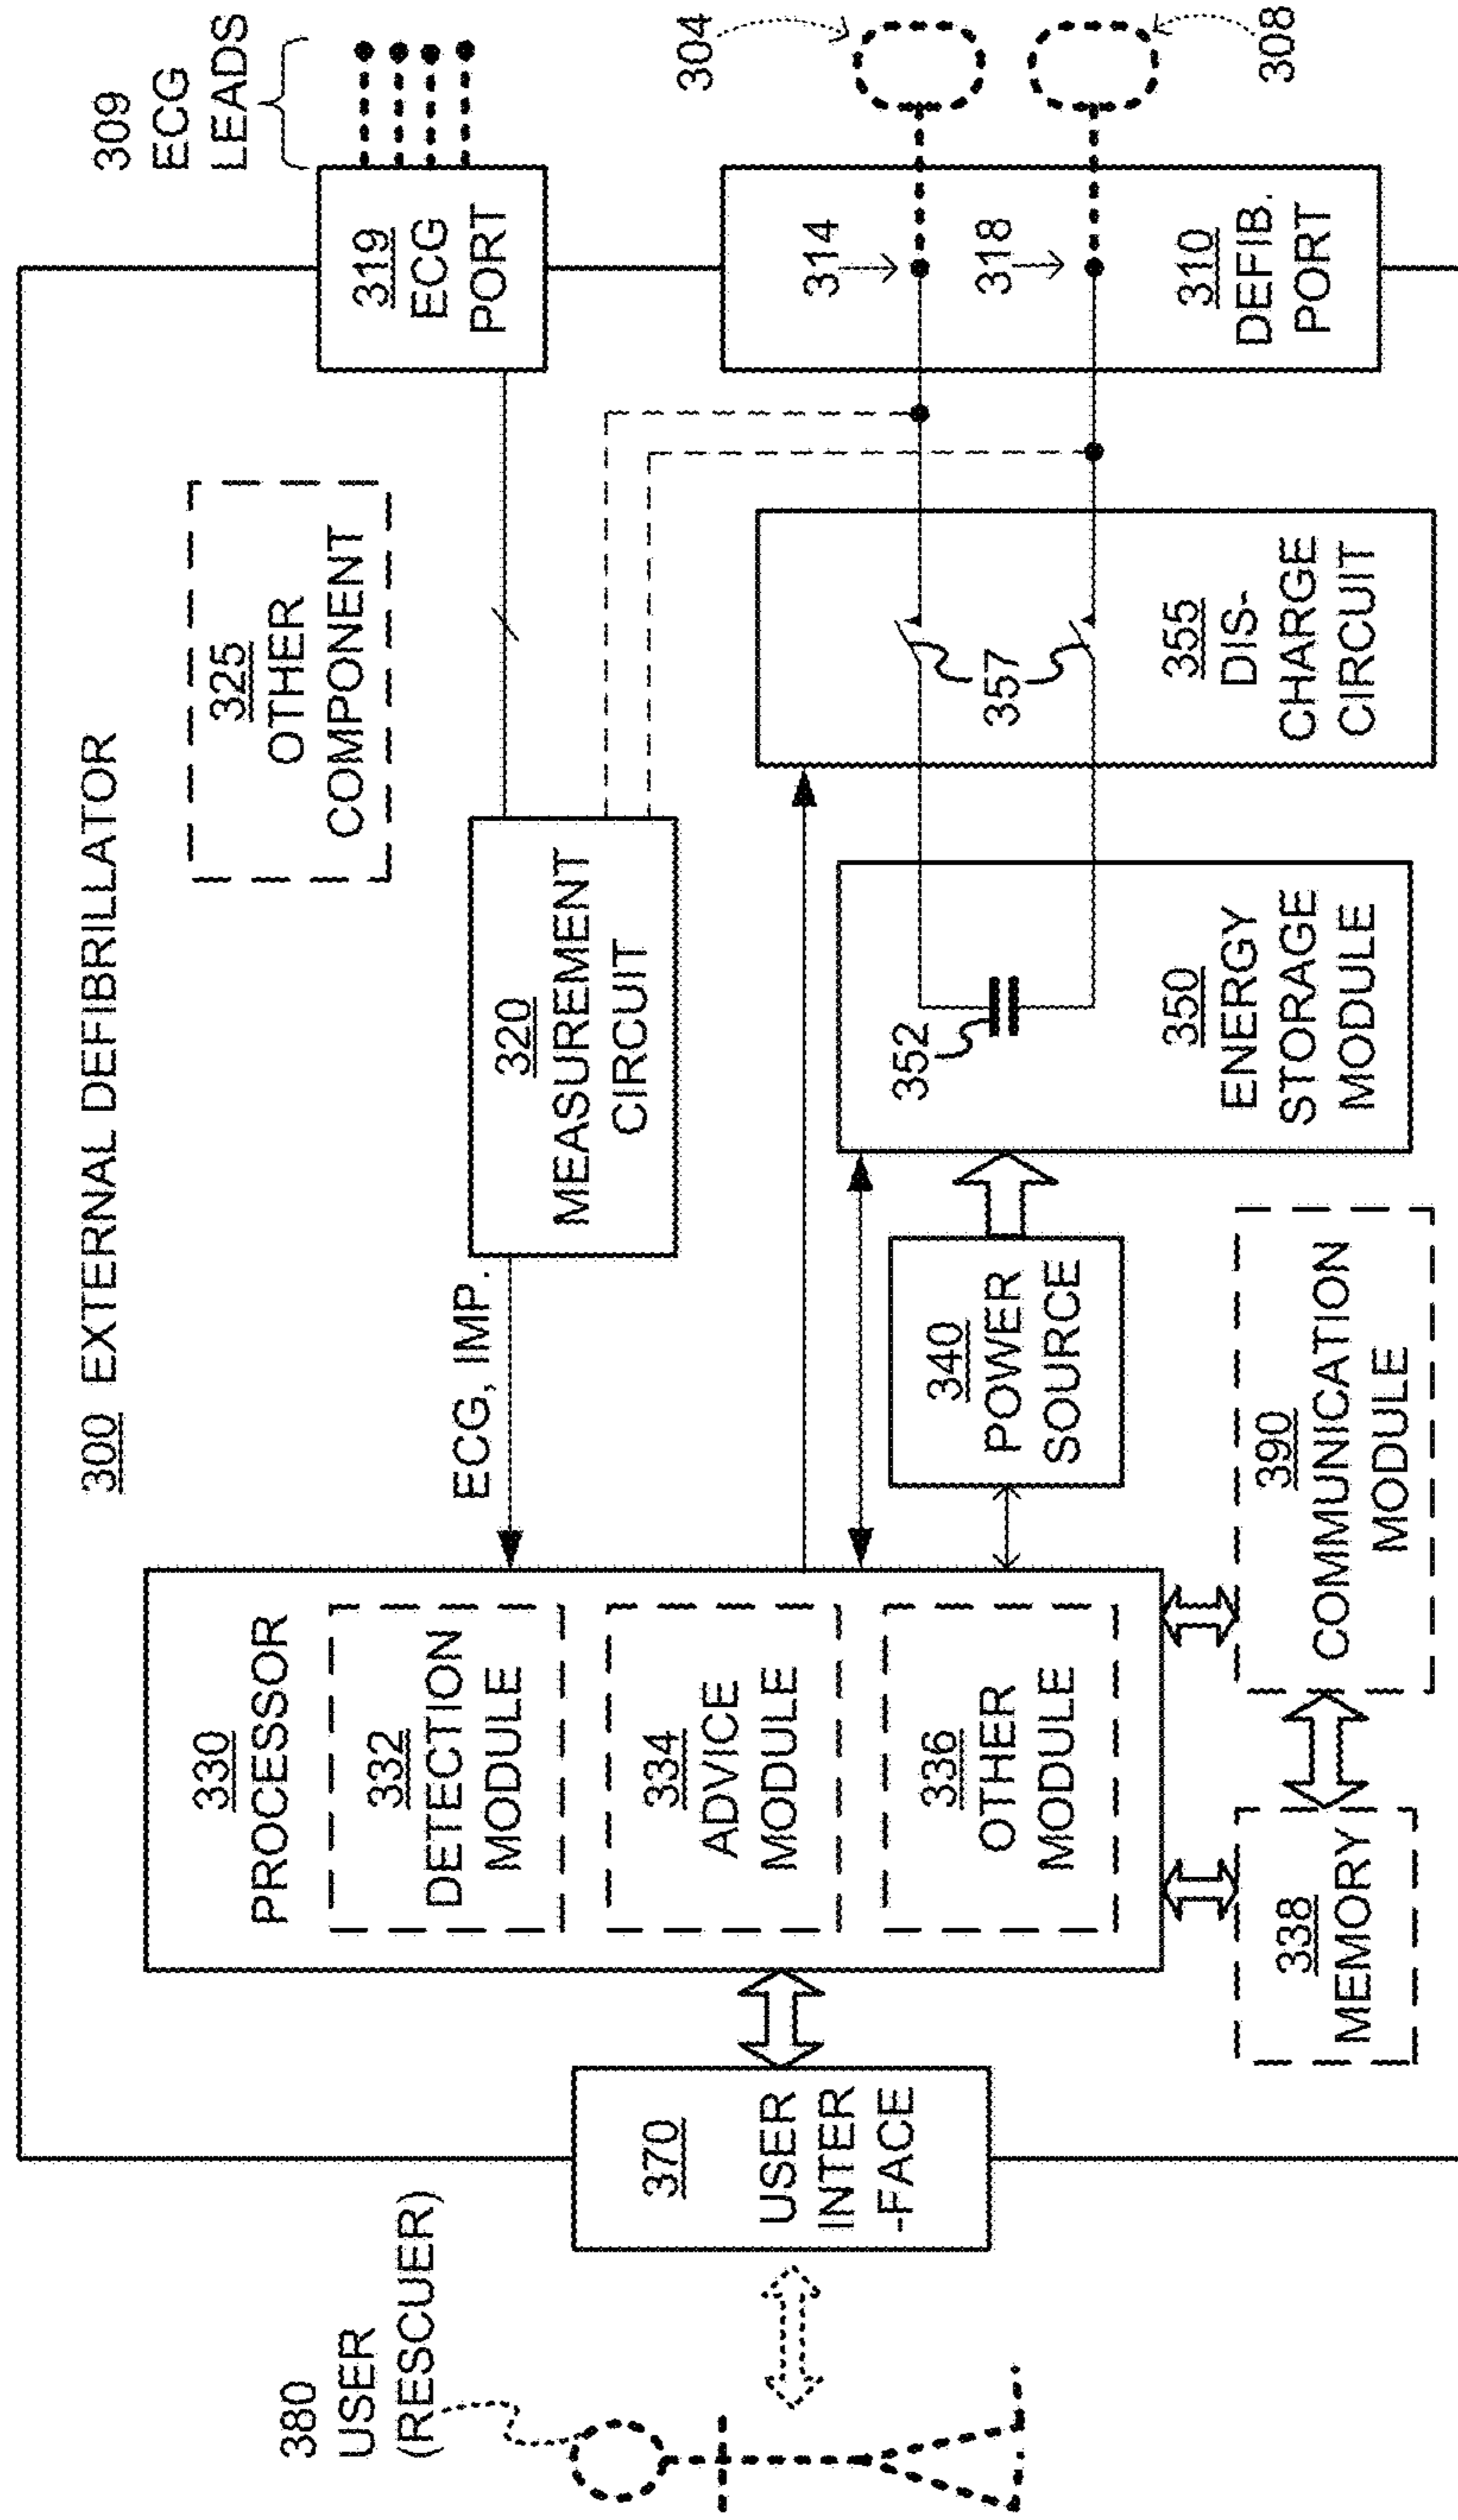 300 EXTERNAL DEFIBRILLATOR
380
USER
(RESCUER)
370
USER
INTER
-FACE
330
PROCESSOR
332
DETECTION
MODULE
334
ADVICE
MODULE
336
OTHER
MODULE
338
MEMORY
390
COMMUNICATION
MODULE
ECG, IMP.
340
POWER
SOURCE
320
MEASUREMENT
CIRCUIT
325
OTHER
COMPONENT
352
350
ENERGY
STORAGE
MODULE
357
355
DIS-
CHARGE
CIRCUIT
309
ECG
LEADS
319
ECG
PORT
304
308
314
318
310
DEFIB.
PORT